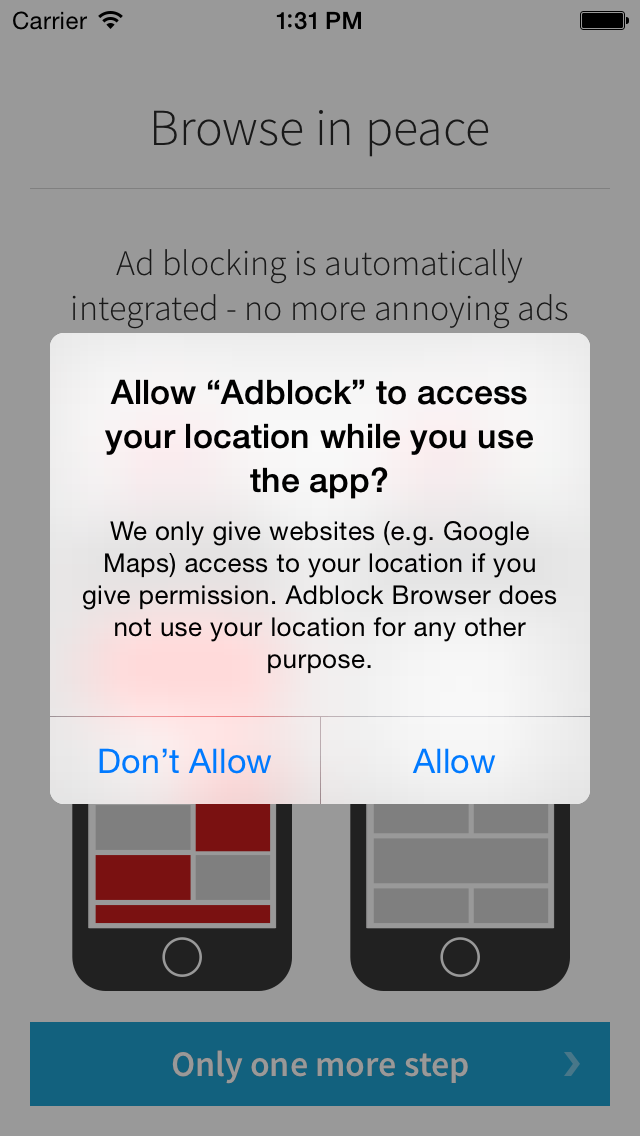 Carrier 1:31 PM
Browse in peace
Ad blocking is automatically
integrated - no more annoying ads
Allow “Adblock” to access
your location while you use
the app?
We only give websites (e.g. Google
Maps) access to your location if you
give permission. Adblock Browser does
not use your location for any other
purpose.
Don’t Allow Allow
Only one more step